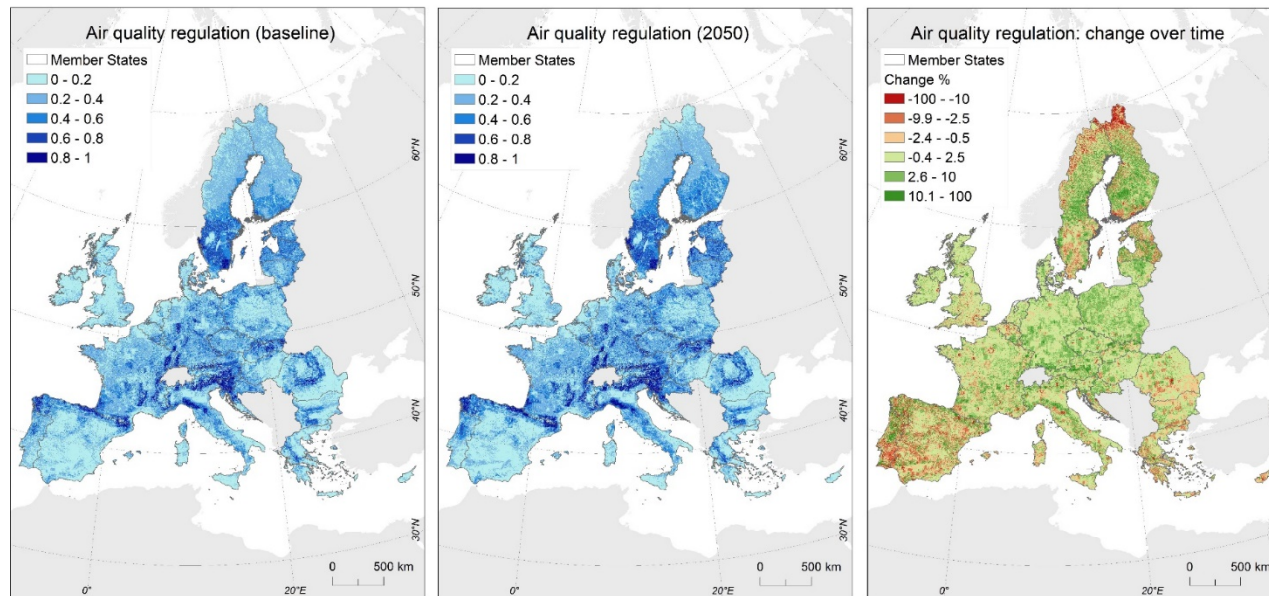 Air quality regulation (baseline)
Member States
0 - 0.2
0.2 - 0.4
0.4 - 0.6
0.6 - 0.8
0.8 - 1
60°N
50°N
40°N
30°N
0 500 km
0° 20°E
Air quality regulation (2050)
Member States
0 - 0.2
0.2 - 0.4
0.4 - 0.6
0.6 - 0.8
0.8 - 1
60°N
50°N
40°N
30°N
0 500 km
0° 20°E
Air quality regulation: change over time
Member States
Change %
-100 - -10
-9.9 - -2.5
-2.4 - -0.5
-0.4 - 2.5
2.6 - 10
10.1 - 100
0 500 km
0° 20°E